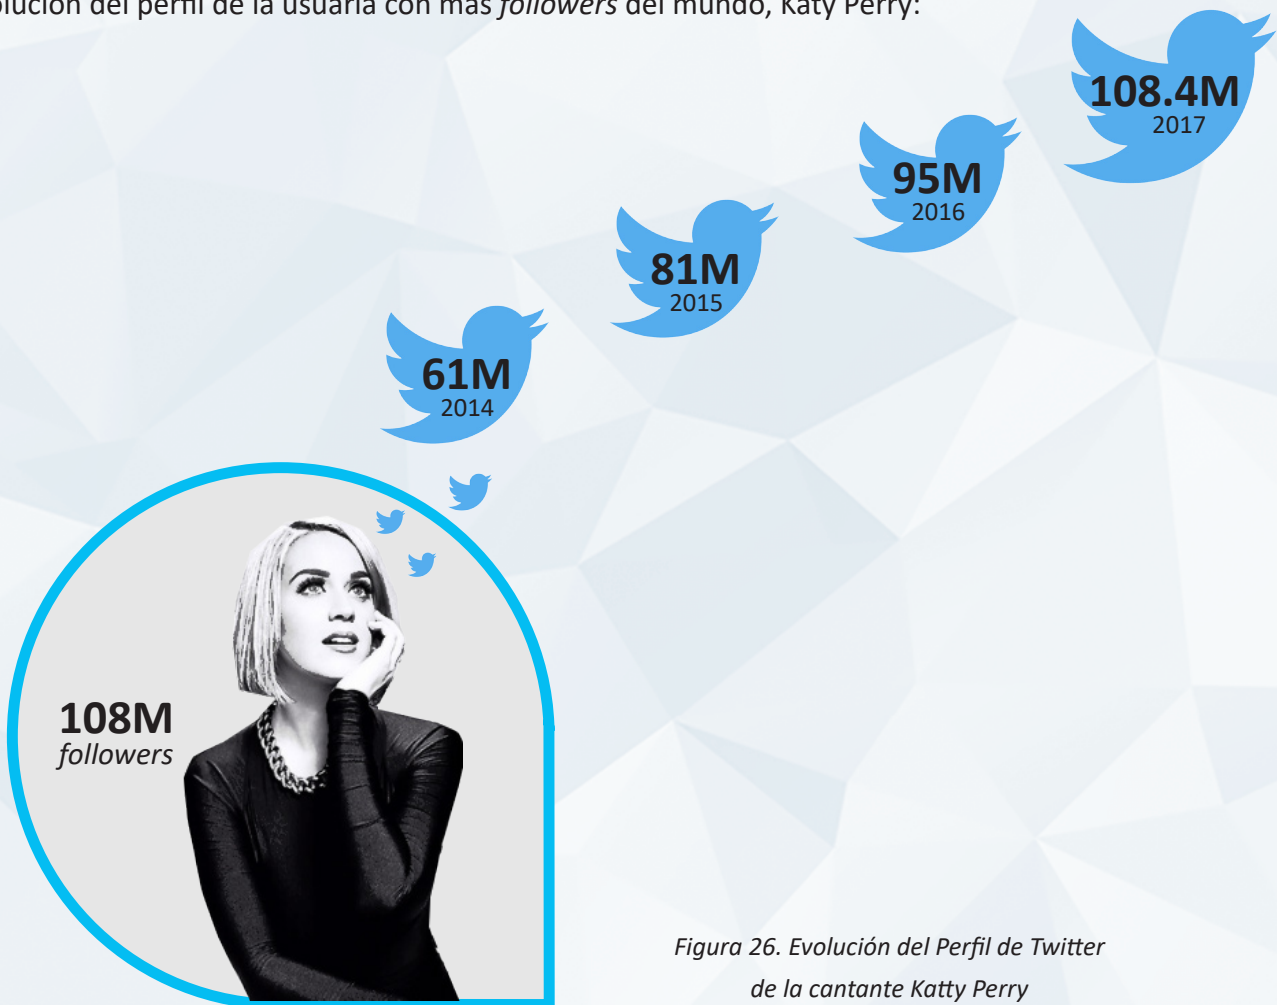 olución del perfil de la usuaria con más followers del mundo, Katy Perry:
108.4M
2017
95M
2016
81M
2015
61M
2014
108M
followers
Figura 26. Evolución del Perfil de Twitter
de la cantante Katty Perry